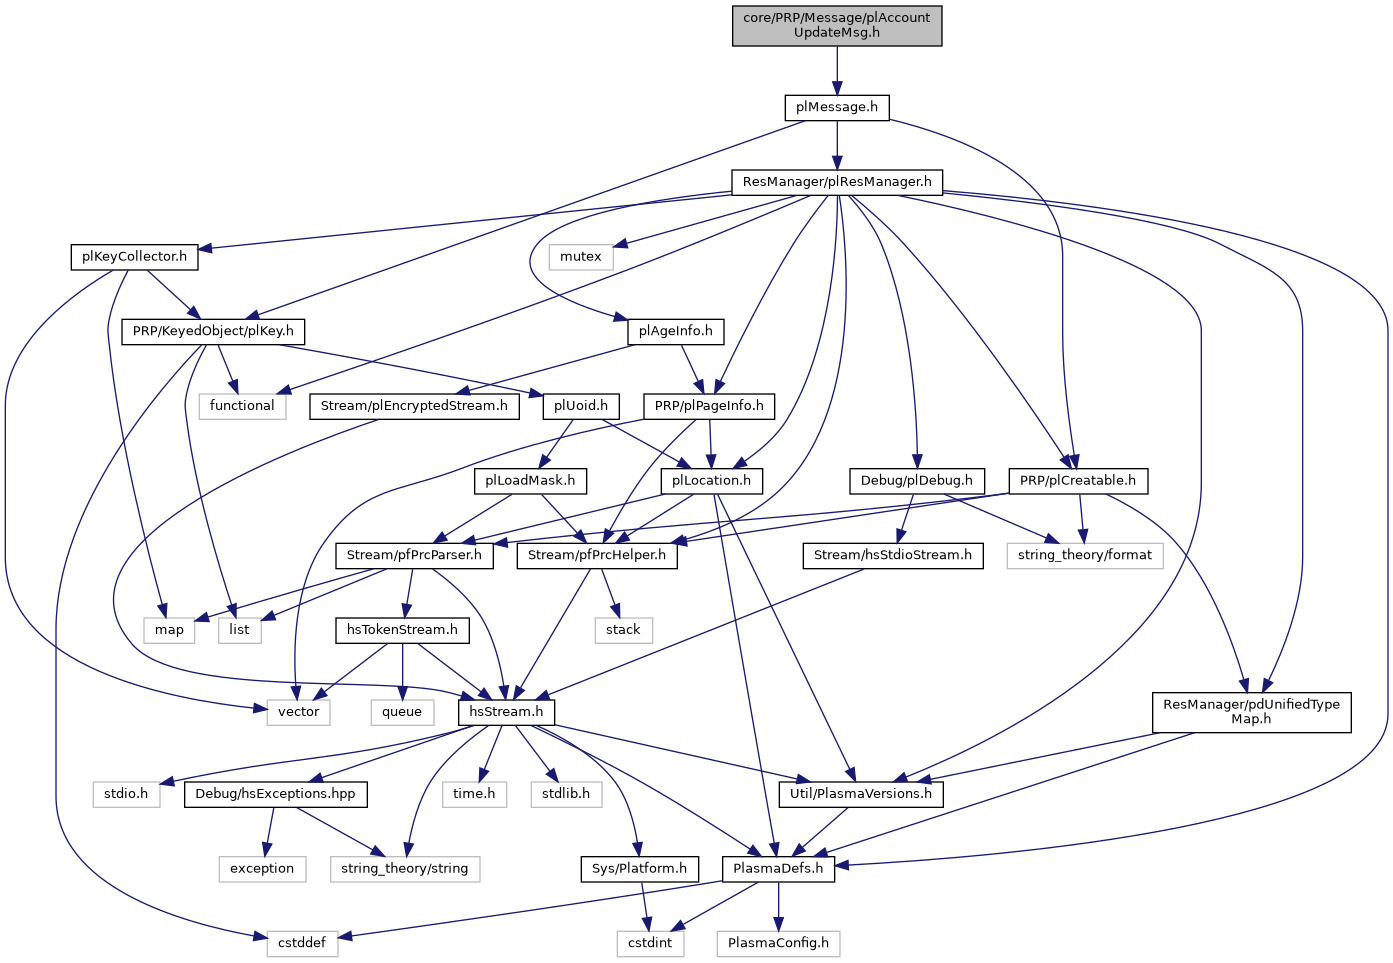 core/PRP/Message/plAccount
UpdateMsg.h
plMessage.h
ResManager/plResManager.h
plKeyCollector.h
mutex
PRP/KeyedObject/plKey.h
plAgeInfo.h
functional
Stream/plEncryptedStream.h
plUoid.h
PRP/plPageInfo.h
plLoadMask.h
plLocation.h
Debug/plDebug.h
PRP/plCreatable.h
Stream/pfPrcParser.h
Stream/pfPrcHelper.h
Stream/hsStdioStream.h
string_theory/format
map
list
hsTokenStream.h
stack
vector
queue
hsStream.h
ResManager/pdUnifiedType
Map.h
stdio.h
Debug/hsExceptions.hpp
time.h
stdlib.h
Util/PlasmaVersions.h
exception
string_theory/string
Sys/Platform.h
PlasmaDefs.h
cstddef
cstdint
PlasmaConfig.h